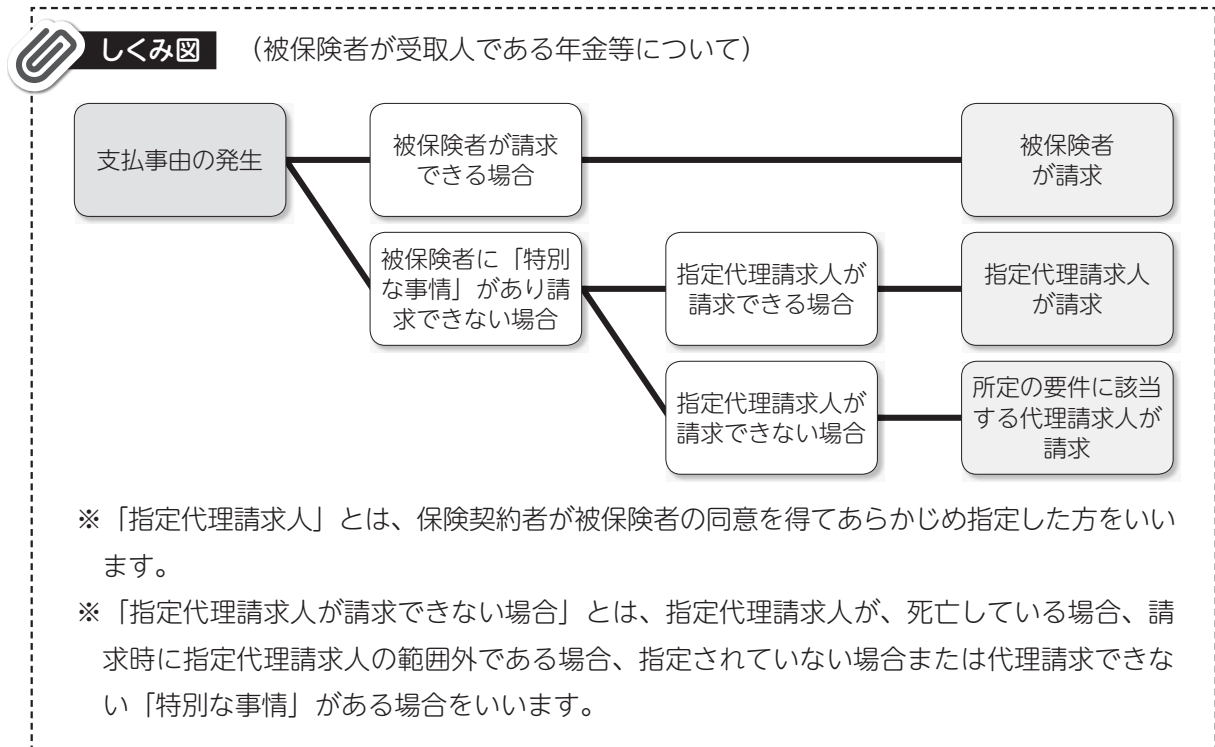 しくみ図 （被保険者が受取人である年金等について）
支払事由の発生
被保険者が請求
できる場合
被保険者
が請求
被保険者に「特別
な事情」があり請
求できない場合
指定代理請求人が
請求できる場合
指定代理請求人
が請求
指定代理請求人が
請求できない場合
所定の要件に該当
する代理請求人が
請求
※「指定代理請求人」とは、保険契約者が被保険者の同意を得てあらかじめ指定した方をいい
ます。
※「指定代理請求人が請求できない場合」とは、指定代理請求人が、死亡している場合、請
求時に指定代理請求人の範囲外である場合、指定されていない場合または代理請求できな
い「特別な事情」がある場合をいいます。